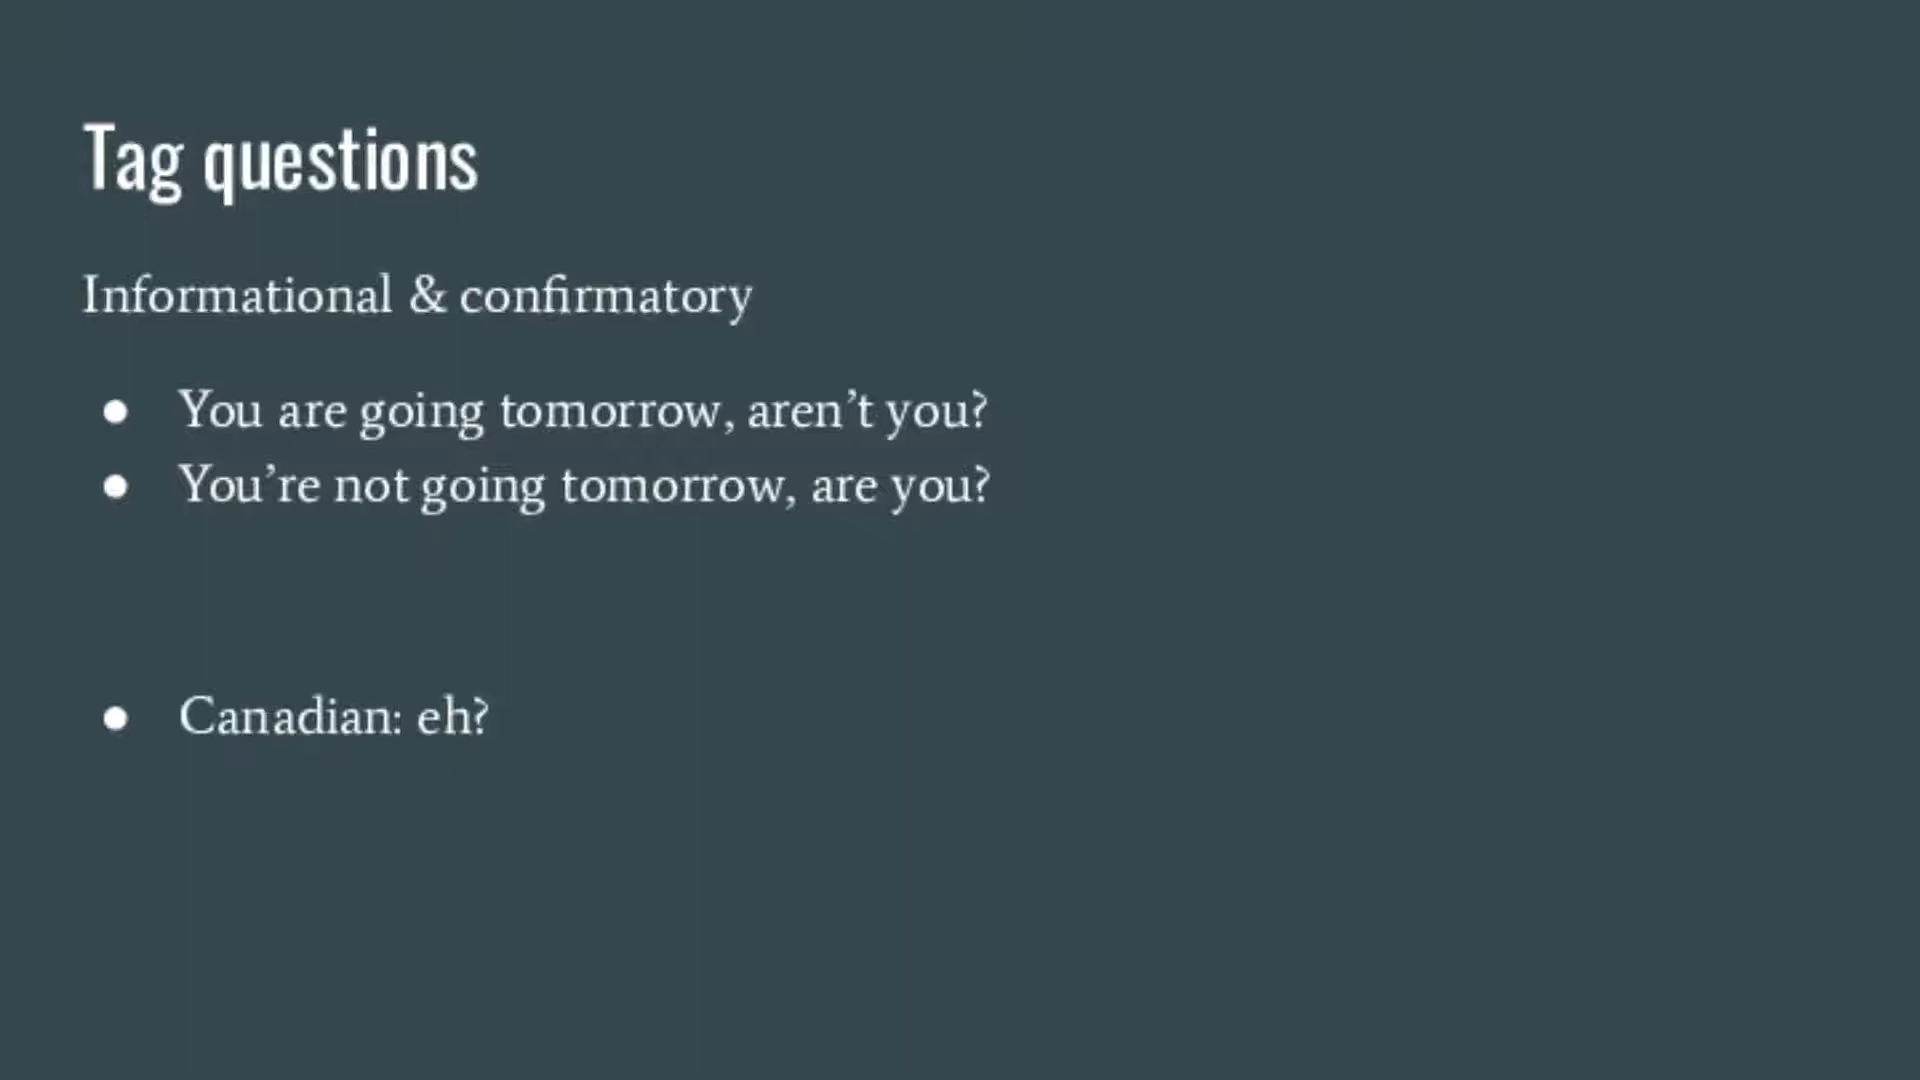 Tag questions
Informational & confirmatory
● You are going tomorrow, aren’t you?
● You’re not going tomorrow, are you?
● Canadian: eh?